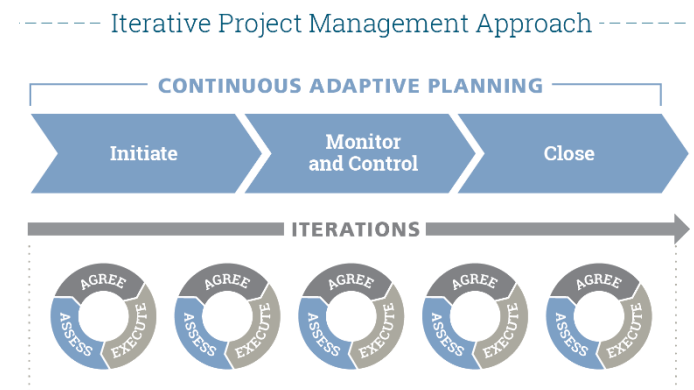 Iterative Project Management Approach
CONTINUOUS ADAPTIVE PLANNING
Initiate
Monitor
and Control
Close
ITERATIONS
AGREE
EXECUTE
ASSESS
AGREE
EXECUTE
ASSESS
AGREE
EXECUTE
ASSESS
AGREE
EXECUTE
ASSESS
AGREE
EXECUTE
ASSESS